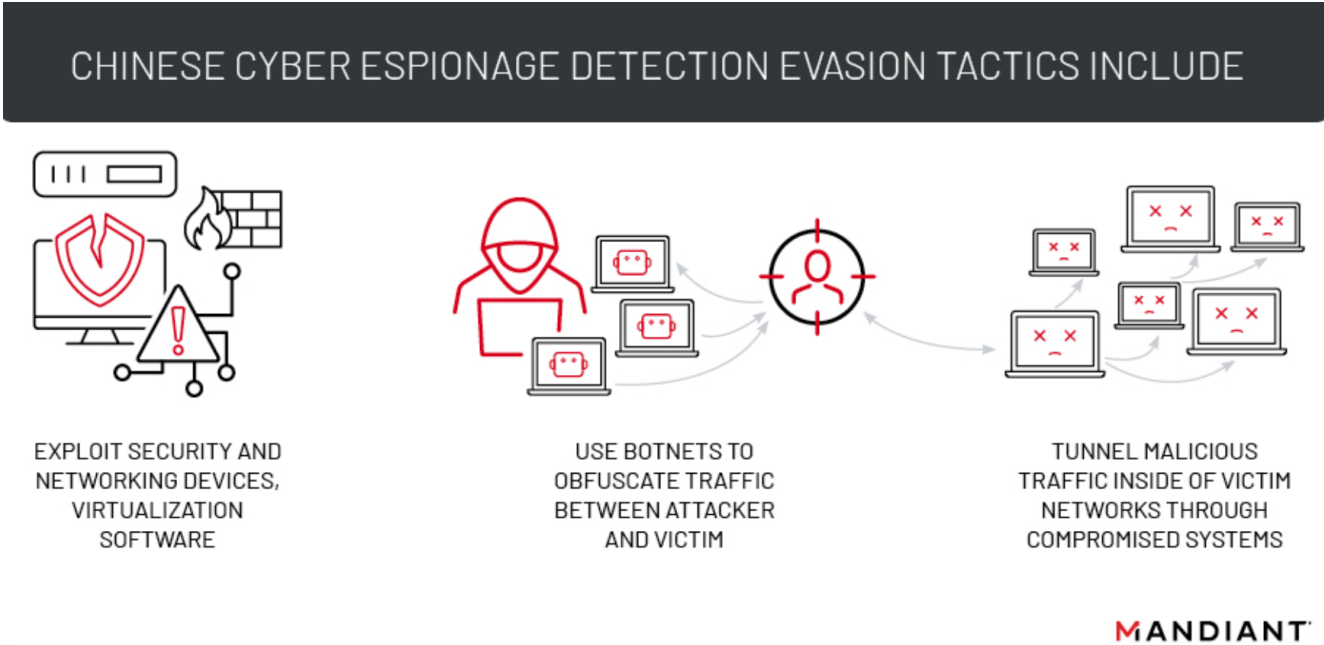 CHINESE CYBER ESPIONAGE DETECTION EVASION TACTICS INCLUDE
EXPLOIT SECURITY AND
NETWORKING DEVICES,
VIRTUALIZATION
SOFTWARE
USE BOTNETS TO
OBFUSCATE TRAFFIC
BETWEEN ATTACKER
AND VICTIM
TUNNEL MALICIOUS
TRAFFIC INSIDE OF VICTIM
NETWORKS THROUGH
COMPROMISED SYSTEMS
MANDIANT